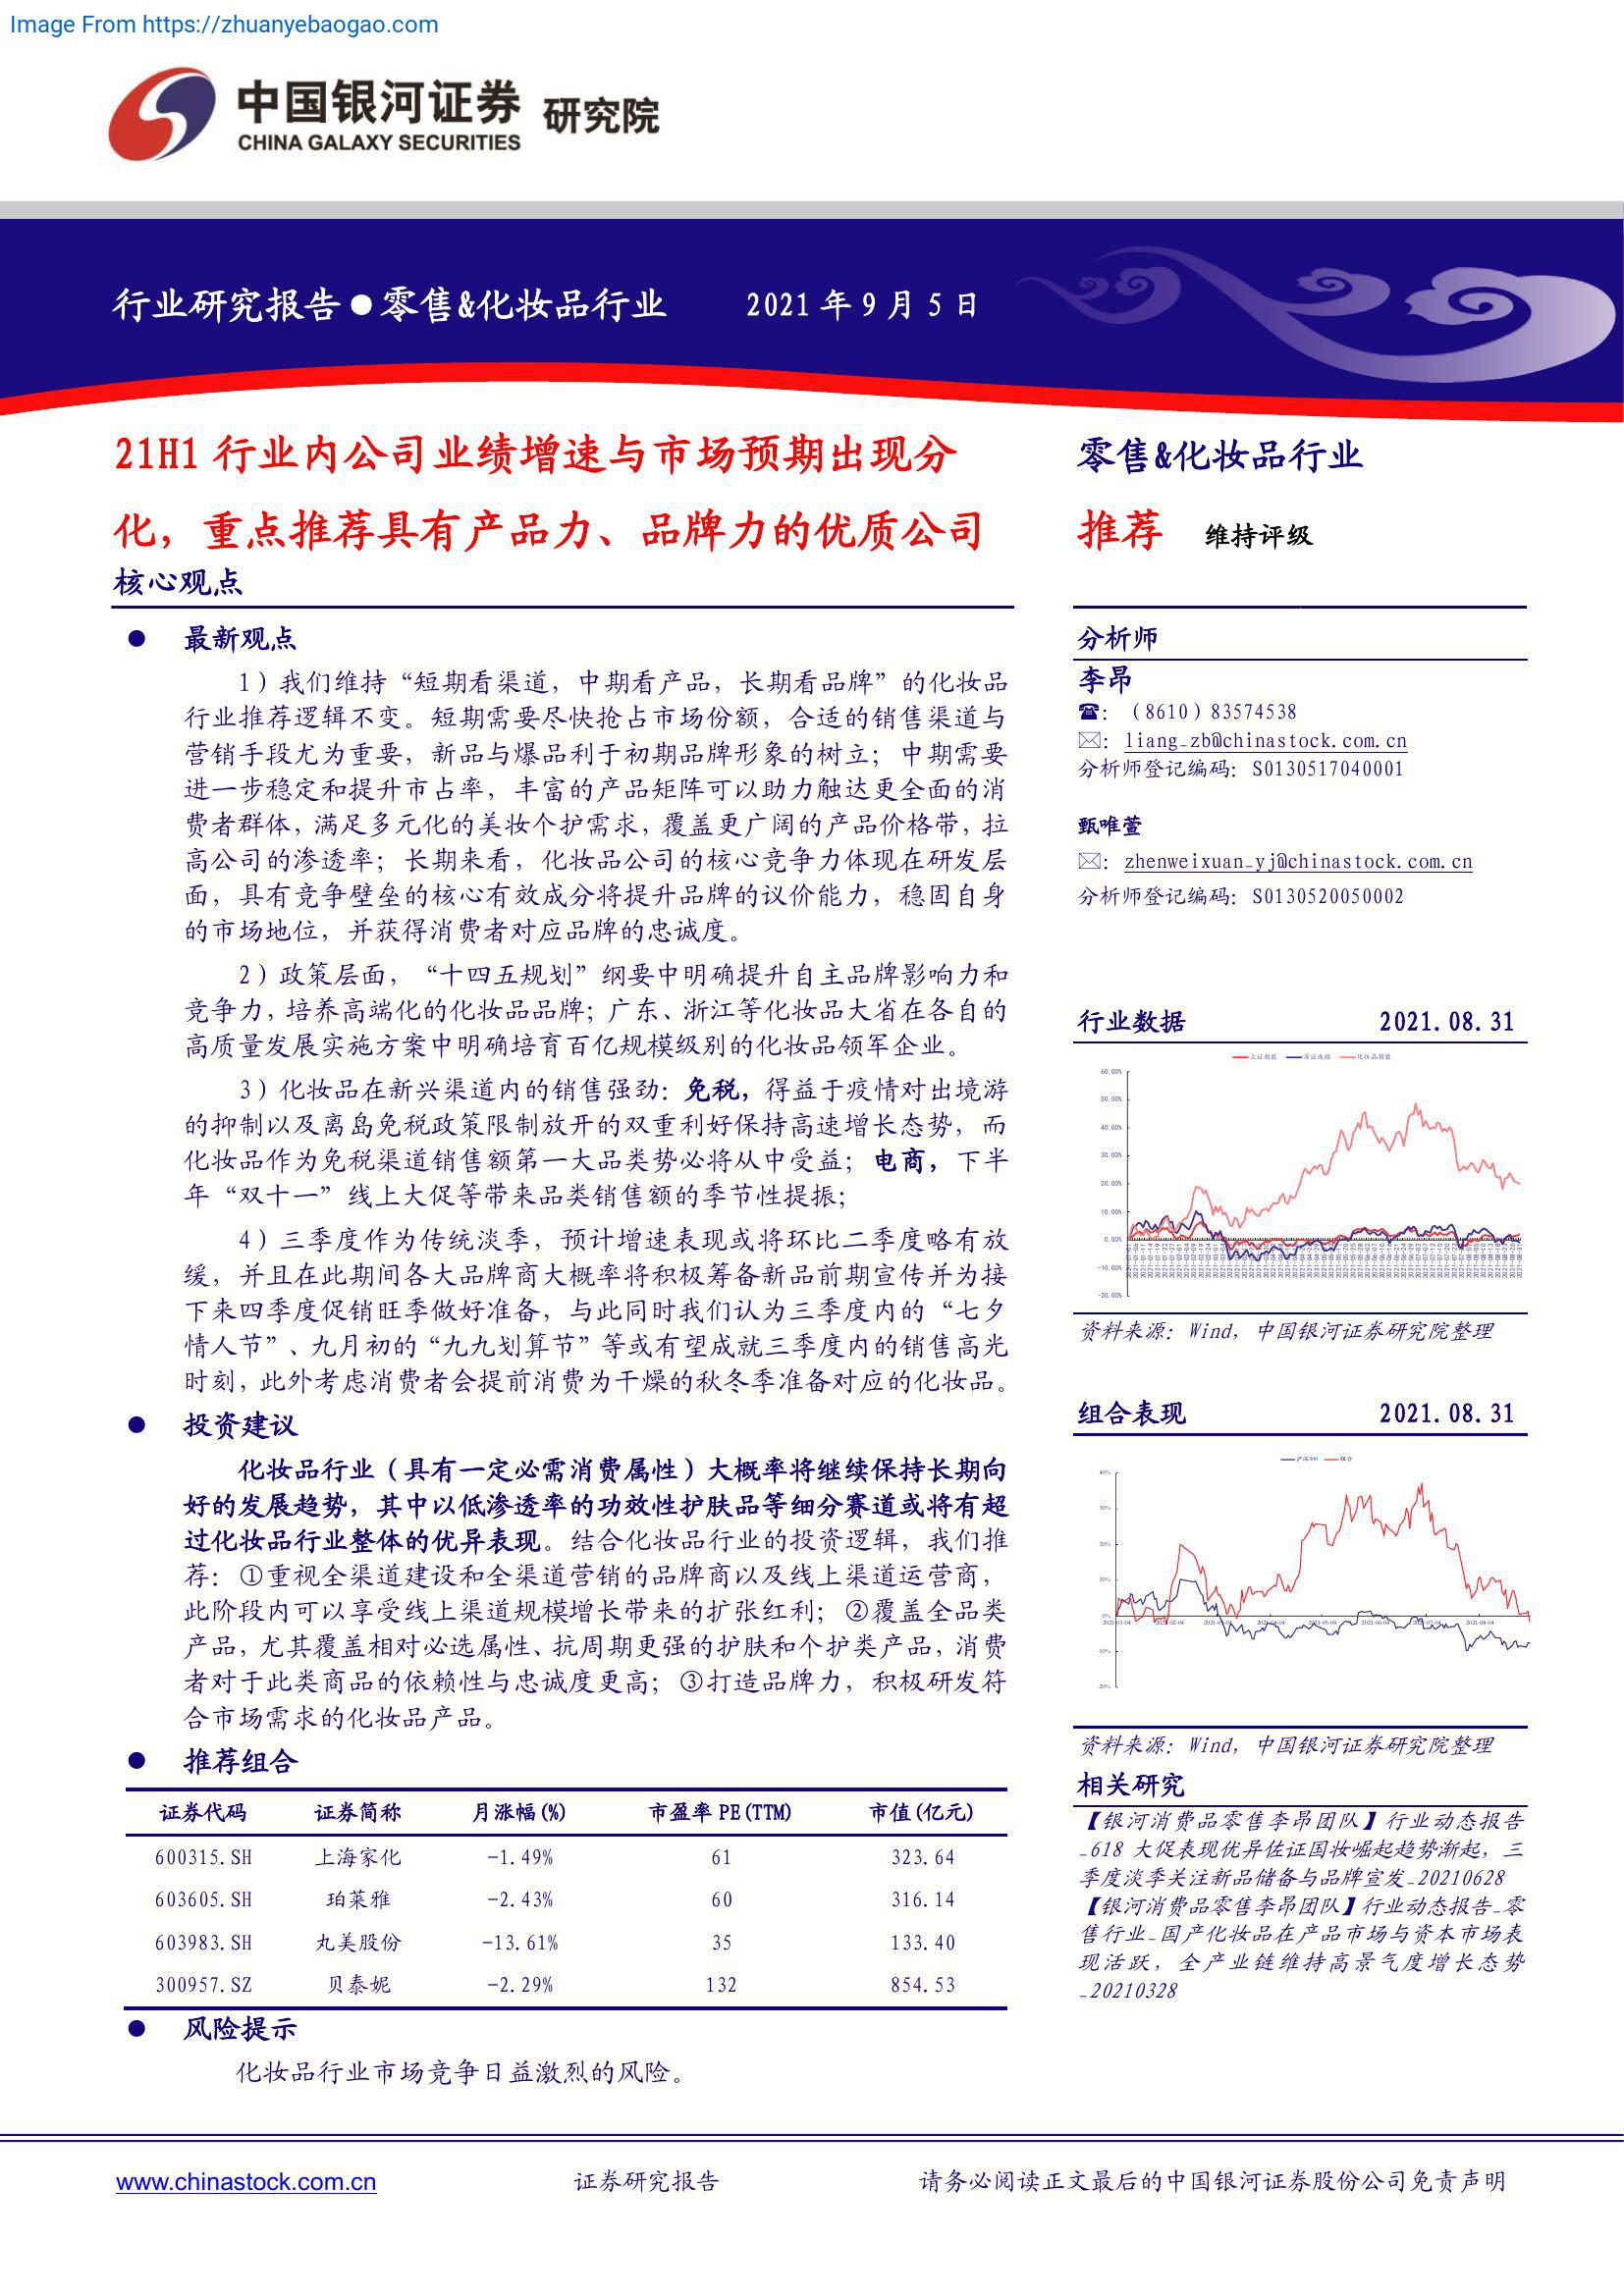 Image From https://zhuanyebaogao.com
中国银河证券 研究院
CHINA GALAXY SECURITIES
行业研究报告●零售&化妆品行业 2021 年 9 月 5 日
21H1 行业内公司业绩增速与市场预期出现分
化，重点推荐具有产品力、品牌力的优质公司
核心观点
● 最新观点
1）我们维持“短期看渠道，中期看产品，长期看品牌”的化妆品
行业推荐逻辑不变。短期需要尽快抢占市场份额，合适的销售渠道与
营销手段尤为重要，新品与爆品利于初期品牌形象的树立；中期需要
进一步稳定和提升市占率，丰富的产品矩阵可以助力触达更全面的消
费者群体，满足多元化的美妆个护需求，覆盖更广阔的产品价格带，拉
高公司的渗透率；长期来看，化妆品公司的核心竞争力体现在研发层
面，具有竞争壁垒的核心有效成分将提升品牌的议价能力，稳固自身
的市场地位，并获得消费者对应品牌的忠诚度。
2）政策层面，“十四五规划”纲要中明确提升自主品牌影响力和
竞争力，培养高端化的化妆品品牌；广东、浙江等化妆品大省在各自的
高质量发展实施方案中明确培育百亿规模级别的化妆品领军企业。
3）化妆品在新兴渠道内的销售强劲：免税，得益于疫情对出境游
的抑制以及离岛免税政策限制放开的双重利好保持高速增长态势，而
化妆品作为免税渠道销售额第一大品类势必将从中受益；电商，下半
年“双十一”线上大促等带来品类销售额的季节性提振；
4）三季度作为传统淡季，预计增速表现或将环比二季度略有放
缓，并且在此期间各大品牌商大概率将积极筹备新品前期宣传并为接
下来四季度促销旺季做好准备，与此同时我们认为三季度内的“七夕
情人节”、九月初的“九九划算节”等或有望成就三季度内的销售高光
时刻，此外考虑消费者会提前消费为干燥的秋冬季准备对应的化妆品。
● 投资建议
化妆品行业（具有一定必需消费属性）大概率将继续保持长期向
好的发展趋势，其中以低渗透率的功效性护肤品等细分赛道或将有超
过化妆品行业整体的优异表现。结合化妆品行业的投资逻辑，我们推
荐：①重视全渠道建设和全渠道营销的品牌商以及线上渠道运营商，
此阶段内可以享受线上渠道规模增长带来的扩张红利；②覆盖全品类
产品，尤其覆盖相对必选属性、抗周期更强的护肤和个护类产品，消费
者对于此类商品的依赖性与忠诚度更高；③打造品牌力，积极研发符
合市场需求的化妆品产品。
● 推荐组合
证券代码 证券简称 月涨幅(%) 市盈率 PE(TTM) 市值(亿元)
600315.SH 上海家化 -1.49% 61 323.64
603605.SH 珀莱雅 -2.43% 60 316.14
603983.SH 丸美股份 -13.61% 35 133.40
300957.SZ 贝泰妮 -2.29% 132 854.53
● 风险提示
化妆品行业市场竞争日益激烈的风险。
零售&化妆品行业
推荐 维持评级
分析师
李昂
☎：（8610）83574538
✉：liang_zb@chinastock.com.cn
分析师登记编码：S0130517040001
甄唯萱
✉：zhenweixuan_yj@chinastock.com.cn
分析师登记编码：S0130520050002
行业数据 2021.08.31
上证指数 深证成指 化妆品指数
60.00%
50.00%
40.00%
30.00%
20.00%
10.00%
0.00%
-10.00%
-20.00%
资料来源：Wind，中国银河证券研究院整理
组合表现 2021.08.31
沪深300 组合
40%
30%
20%
10%
0%
-10%
-20%
资料来源：Wind，中国银河证券研究院整理
相关研究
【银河消费品零售李昂团队】行业动态报告
_618 大促表现优异佐证国妆崛起趋势渐起，三
季度淡季关注新品储备与品牌宣发_20210628
【银河消费品零售李昂团队】行业动态报告_零
售行业_国产化妆品在产品市场与资本市场表
现活跃，全产业链维持高景气度增长态势
_20210328
www.chinastock.com.cn 证券研究报告 请务必阅读正文最后的中国银河证券股份公司免责声明